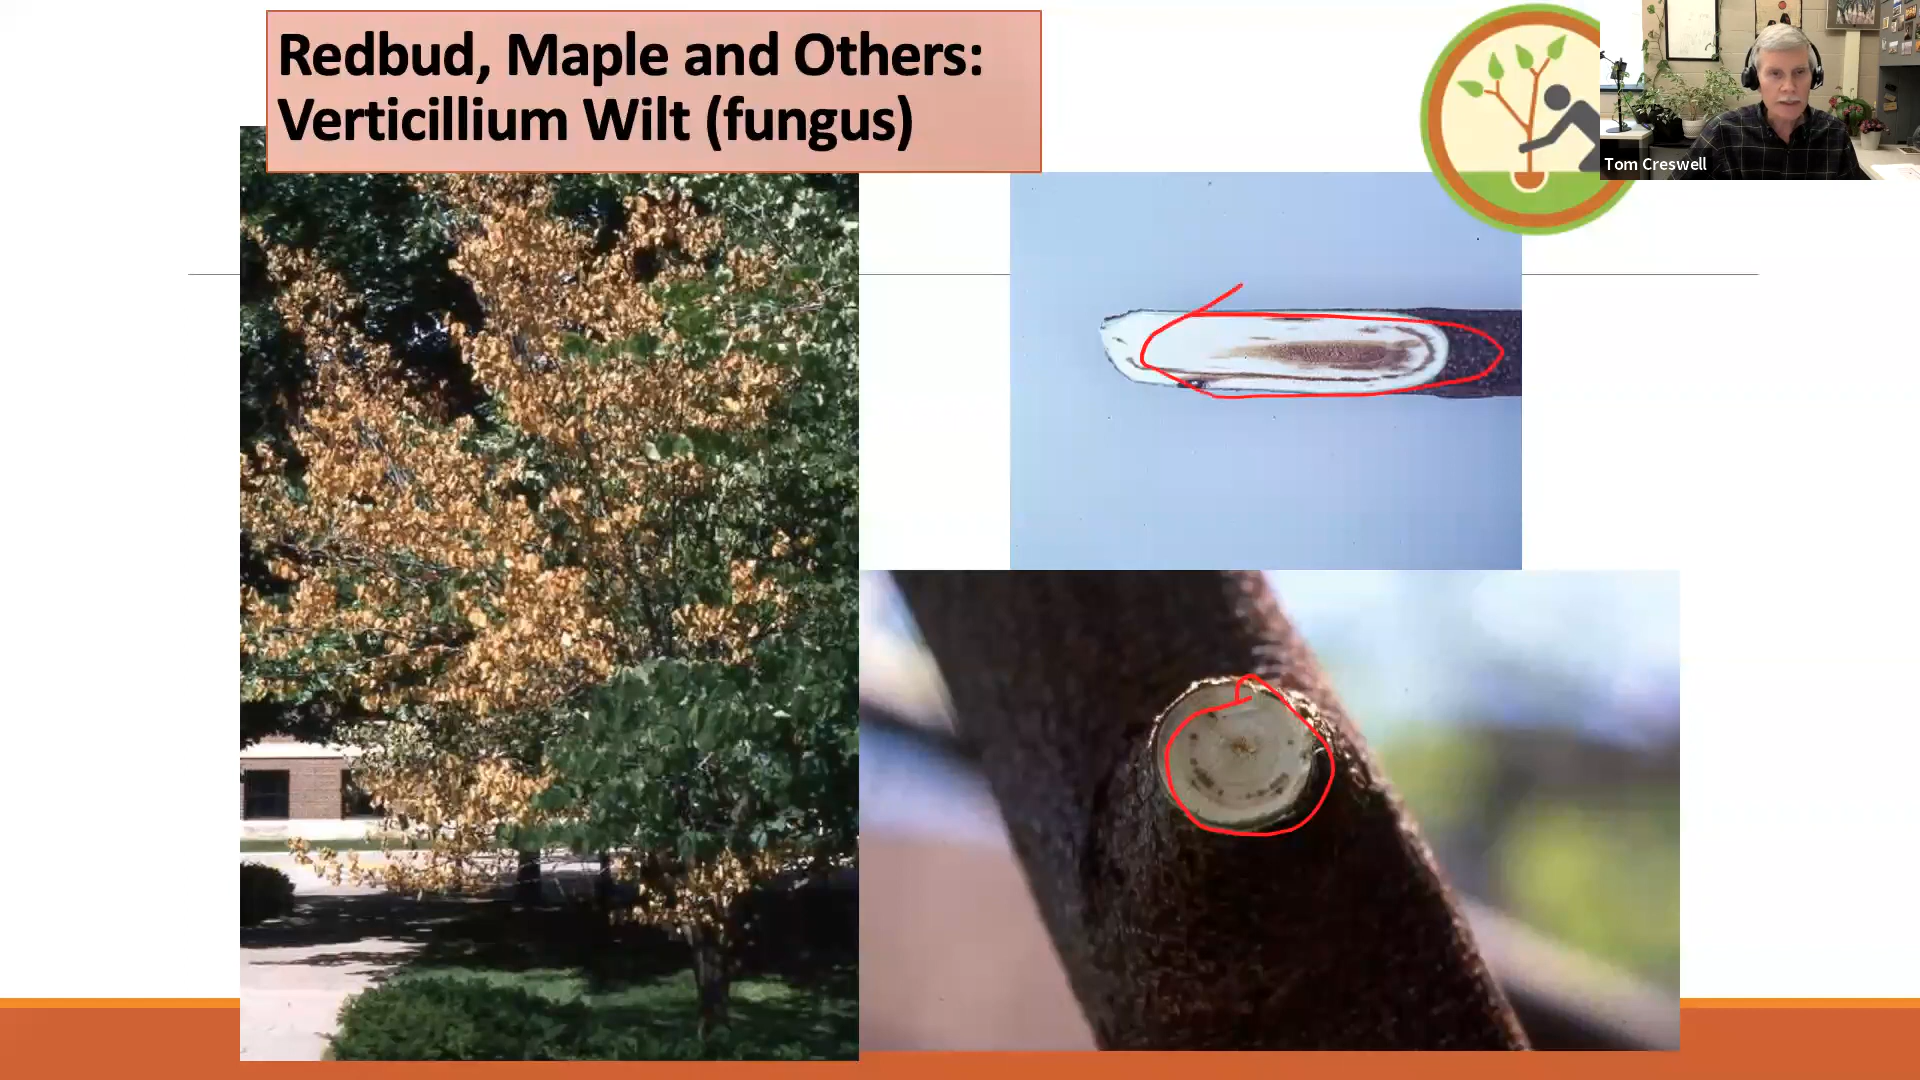 Redbud, Maple and Others:
Verticillium Wilt (fungus)
Tom Creswell